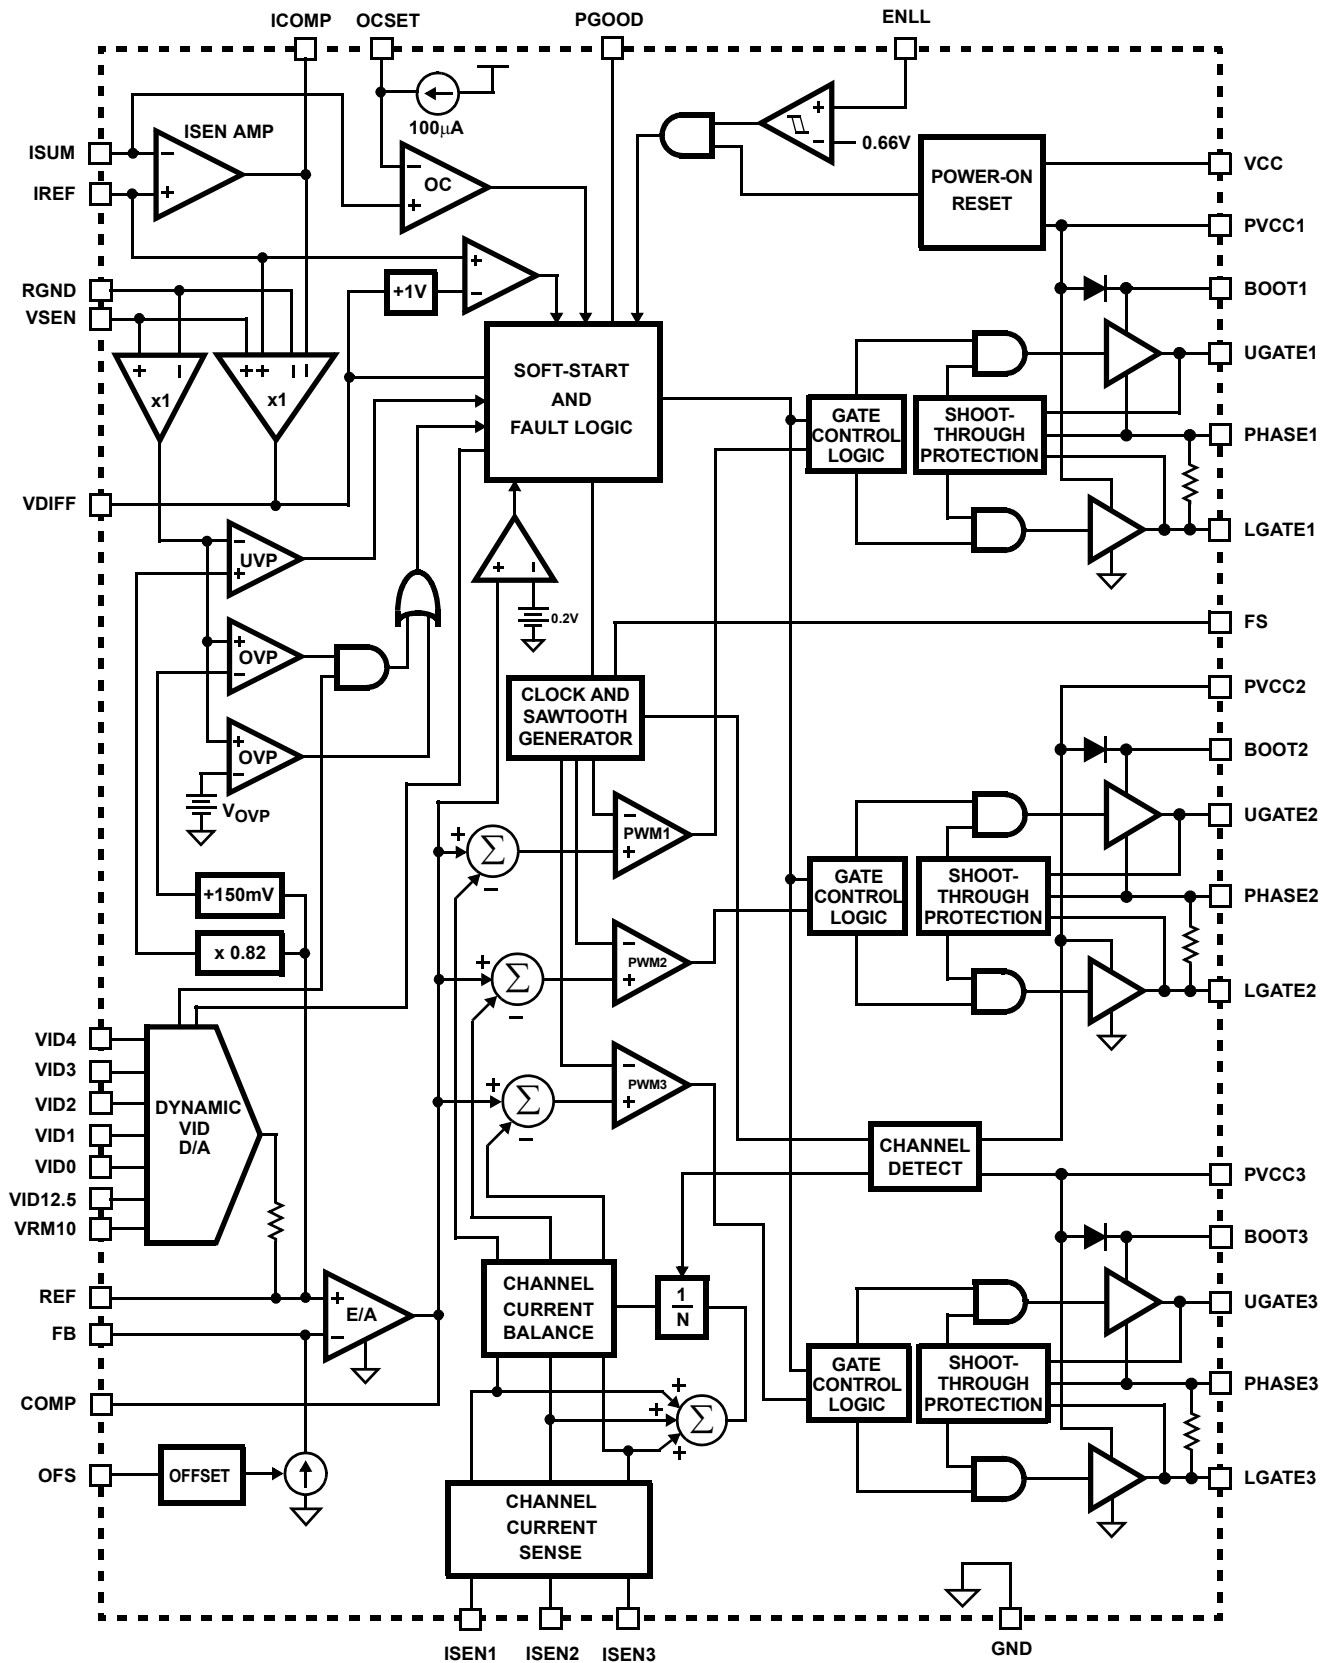 ICOMP OCSET PGOOD ENLL
ISEN AMP
100μA
ISUM
−
+
IREF
−
OC
+
+
−
0.66V
POWER-ON
RESET
VCC
PVCC1
+
−
+1V
RGND
VSEN
BOOT1
+ −
x1
+ + − −
x1
SOFT-START
AND
FAULT LOGIC
UGATE1
GATE
CONTROL
LOGIC
SHOOT-
THROUGH
PROTECTION
PHASE1
VDIFF
LGATE1
−
UVP
+
+ −
0.2V
FS
+
OVP
−
CLOCK AND
SAWTOOTH
GENERATOR
PVCC2
+
OVP
−
VOVP
BOOT2
−
PWM1
+
UGATE2
+
Σ
−
+150mV
GATE
CONTROL
LOGIC
SHOOT-
THROUGH
PROTECTION
PHASE2
x 0.82
−
PWM2
+
+
Σ
−
LGATE2
VID4
VID3
VID2
VID1
VID0
VID12.5
VRM10
DYNAMIC
VID
D/A
−
PWM3
+
+
Σ
−
CHANNEL
DETECT
PVCC3
BOOT3
REF
FB
+
E/A
−
CHANNEL
CURRENT
BALANCE
1
N
UGATE3
GATE
CONTROL
LOGIC
SHOOT-
THROUGH
PROTECTION
PHASE3
COMP
+
+
+
Σ
OFS
OFFSET
LGATE3
CHANNEL
CURRENT
SENSE
ISEN1 ISEN2 ISEN3
GND